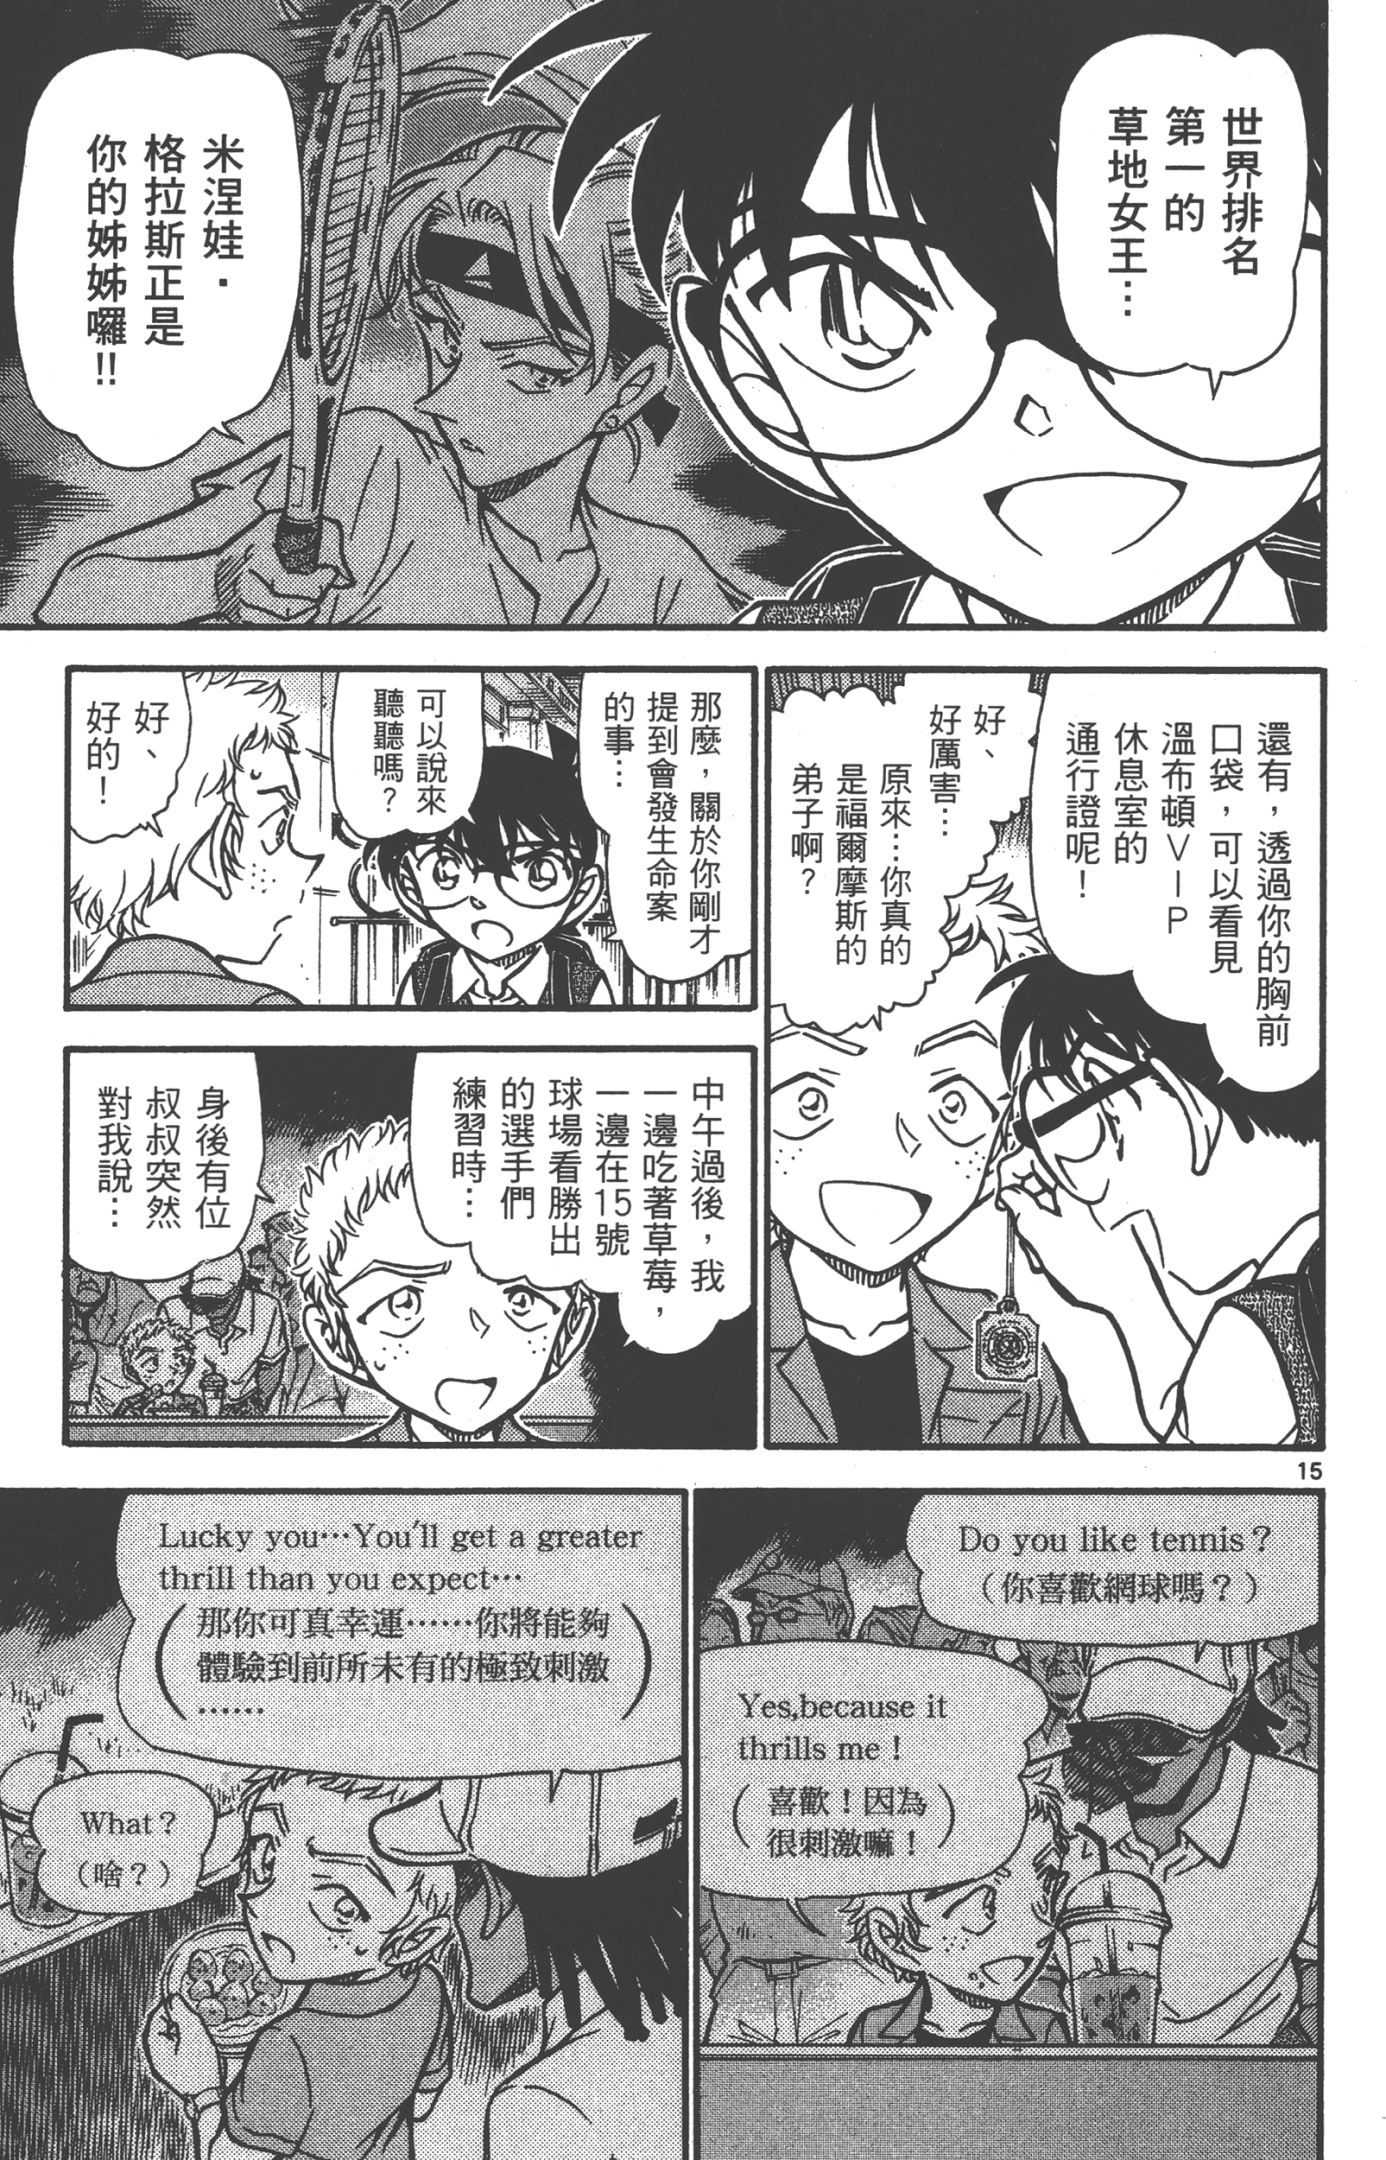 世界排名
第一的
草地女王…
米涅娃·
格拉斯正是
你的姊姊囉!!
還有，透過你的胸前
口袋，可以看見
溫布頓VIP
休息室的
通行證呢！
好、
好厲害…
原來…你真的
是福爾摩斯的
弟子啊？
那麼，關於你剛才
提到會發生命案
的事…
可以說來
聽聽嗎？
好、
好的！
中午過後，我
一邊吃著草莓，
一邊在15號
球場看勝出
的選手們
練習時…
身後有位
叔叔突然
對我說…
15
Do you like tennis？
（你喜歡網球嗎？）
Yes,because it
thrills me！
（喜歡！因為
很刺激嘛！）
Lucky you…You'll get a greater
thrill than you expect…
（那你可真幸運……你將能夠
體驗到前所未有的極致刺激
……）
What？
（啥？）